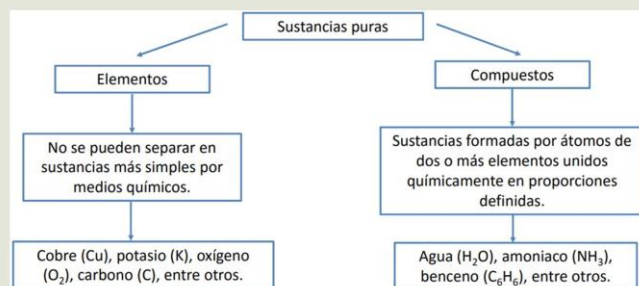 Sustancias puras
Elementos
Compuestos
No se pueden separar en
sustancias más simples por
medios químicos.
Sustancias formadas por átomos de
dos o más elementos unidos
químicamente en proporciones
definidas.
Cobre (Cu), potasio (K), oxígeno
(O₂), carbono (C), entre otros.
Agua (H₂O), amoniaco (NH₃),
benceno (C₆H₆), entre otros.